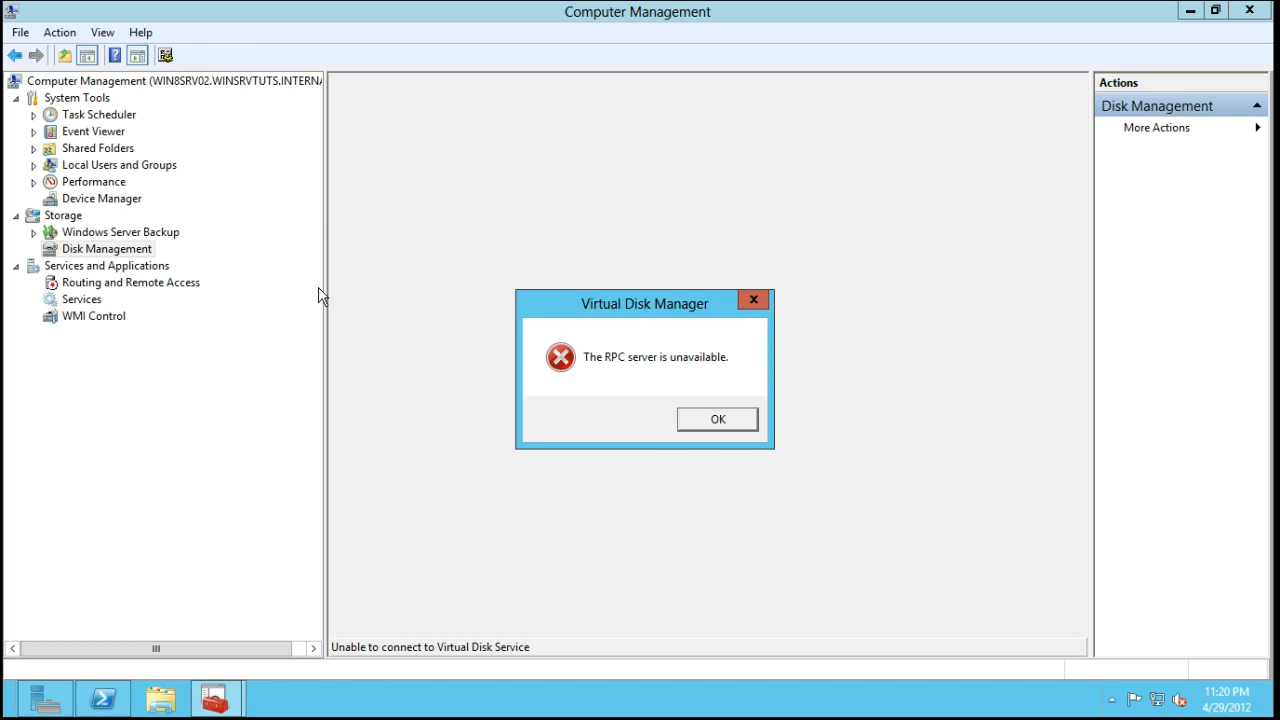 Computer Management
File Action View Help
Computer Management (WIN8SRV02.WINSRVTUTS.INTERNA
System Tools
Task Scheduler
Event Viewer
Shared Folders
Local Users and Groups
Performance
Device Manager
Storage
Windows Server Backup
Disk Management
Services and Applications
Routing and Remote Access
Services
WMI Control
Virtual Disk Manager
The RPC server is unavailable.
OK
Unable to connect to Virtual Disk Service
Actions
Disk Management
More Actions
11:20 PM
4/29/2012